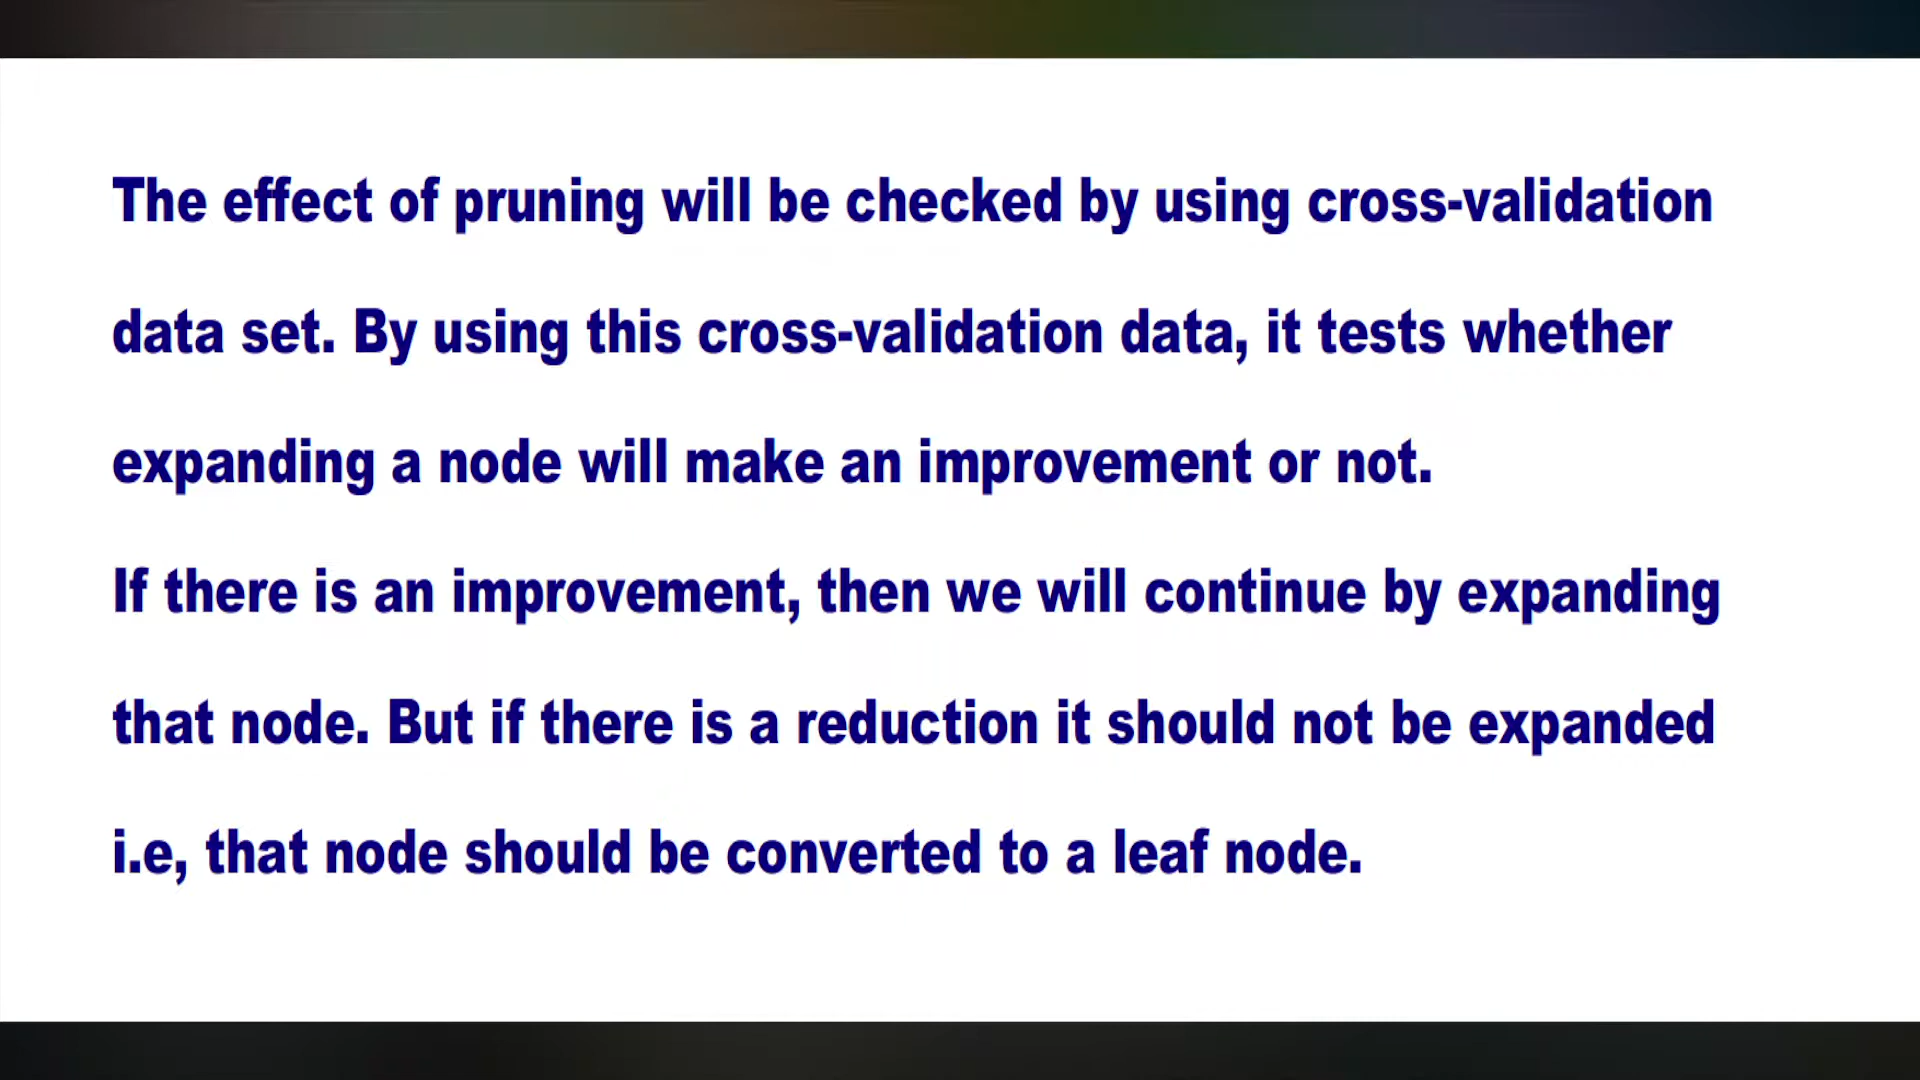 The effect of pruning will be checked by using cross-validation
data set. By using this cross-validation data, it tests whether
expanding a node will make an improvement or not.
If there is an improvement, then we will continue by expanding
that node. But if there is a reduction it should not be expanded
i.e, that node should be converted to a leaf node.